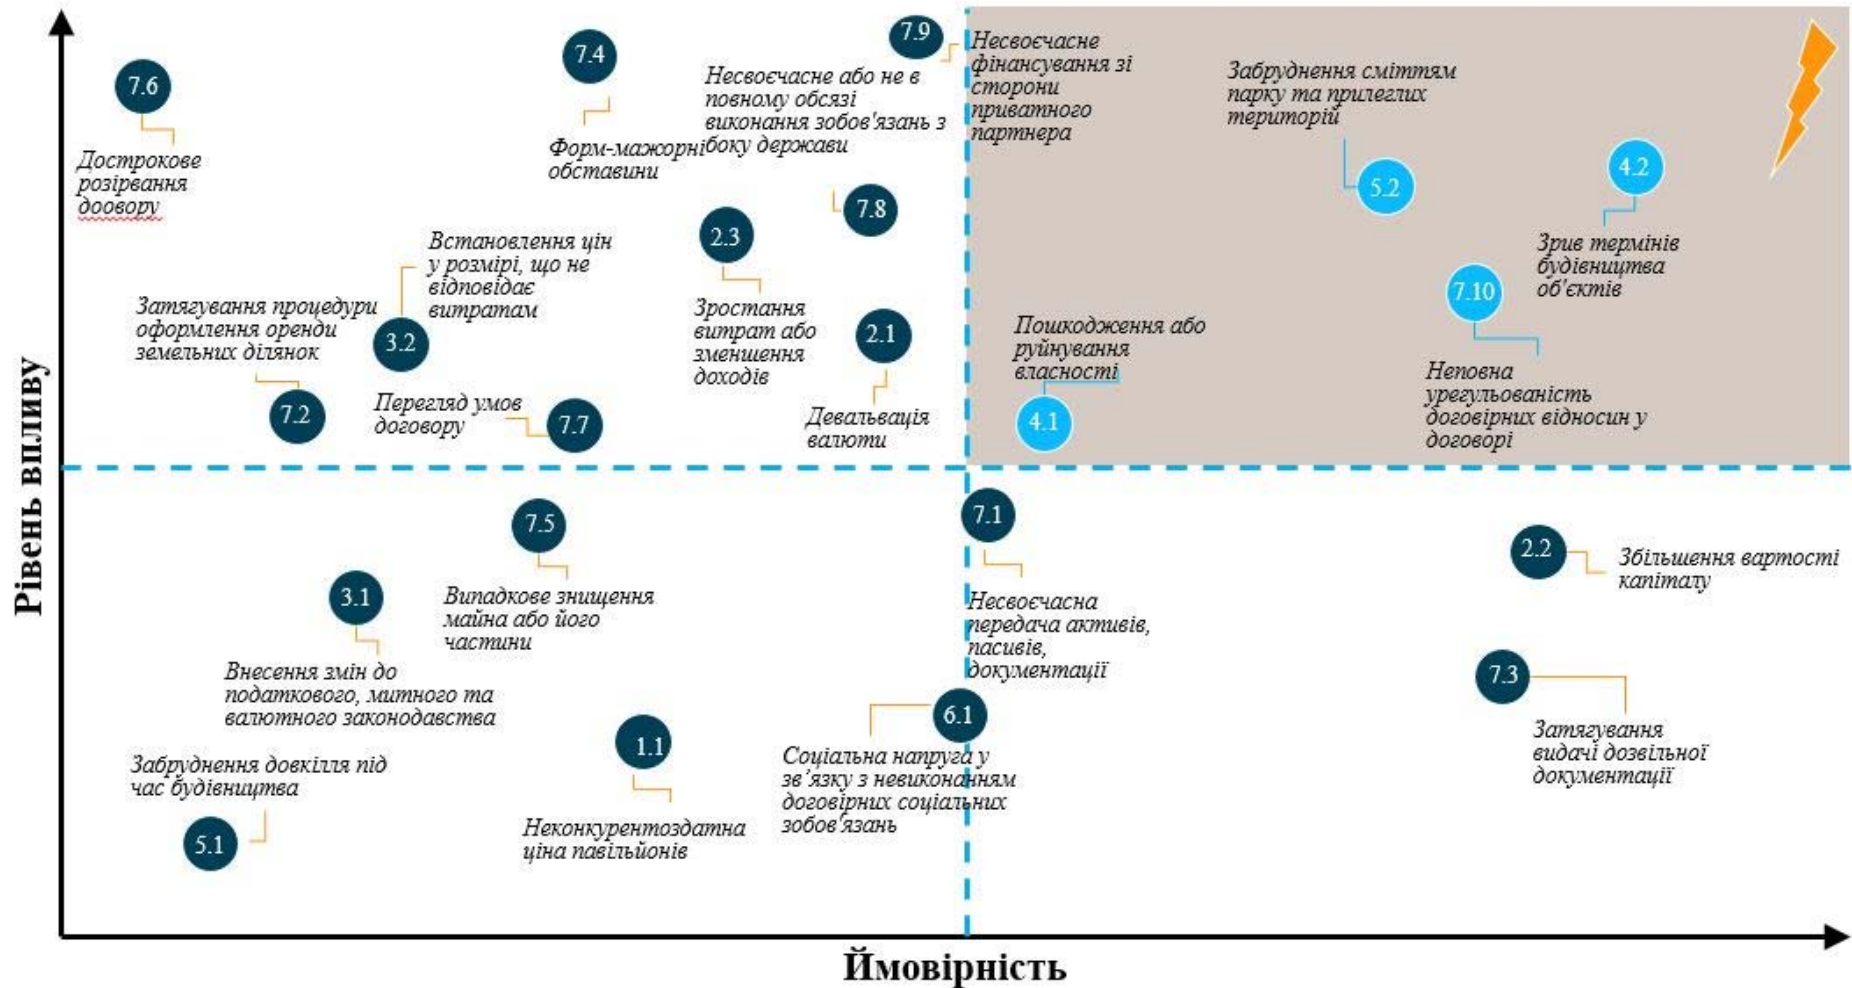 7.6
Дострокове
розірвання
доовору
7.4
Форм-мажорні
обставини
7.9
Несвоєчасне
фінансування зі
сторони
приватного
партнера
Несвоєчасне або не в
повному обсязі
виконання зобов'язань з
боку держави
7.8
Забруднення сміттям
парку та прилеглих
територій
5.2
4.2
Зрив термінів
будівництва
об'єктів
Встановлення цін
у розмірі, що не
відповідає
витратам
3.2
2.3
Зростання
витрат або
зменшення
доходів
2.1
Девальвація
валюти
7.10
Неповна
урегульованість
договірних відносин у
договорі
Затягування процедури
оформлення оренди
земельних ділянок
7.2
Перегляд умов
договору
7.7
Пошкодження або
руйнування
власності
4.1
Рівень впливу
7.5
Випадкове знищення
майна або його
частини
7.1
Несвоєчасна
передача активів,
пасивів,
документації
2.2
Збільшення вартості
капіталу
3.1
Внесення змін до
податкового, митного та
валютного законодавства
7.3
Затягування
видачі дозвільної
документації
6.1
Соціальна напруга у
зв’язку з невиконанням
договірних соціальних
зобов'язань
1.1
Неконкурентоздатна
ціна павільйонів
Забруднення довкілля під
час будівництва
5.1
Ймовірність